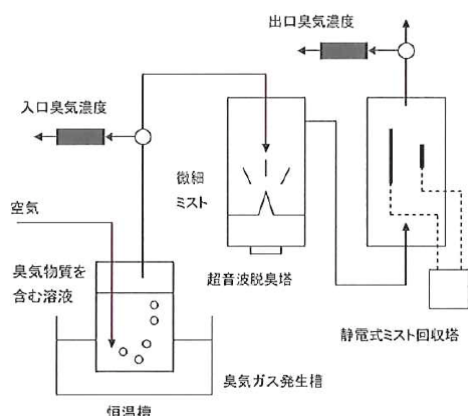 出口臭気濃度
入口臭気濃度
空気
臭気物質を
含む溶液
微細
ミスト
超音波脱臭塔
静電式ミスト回収塔
臭気ガス発生槽
恒温槽